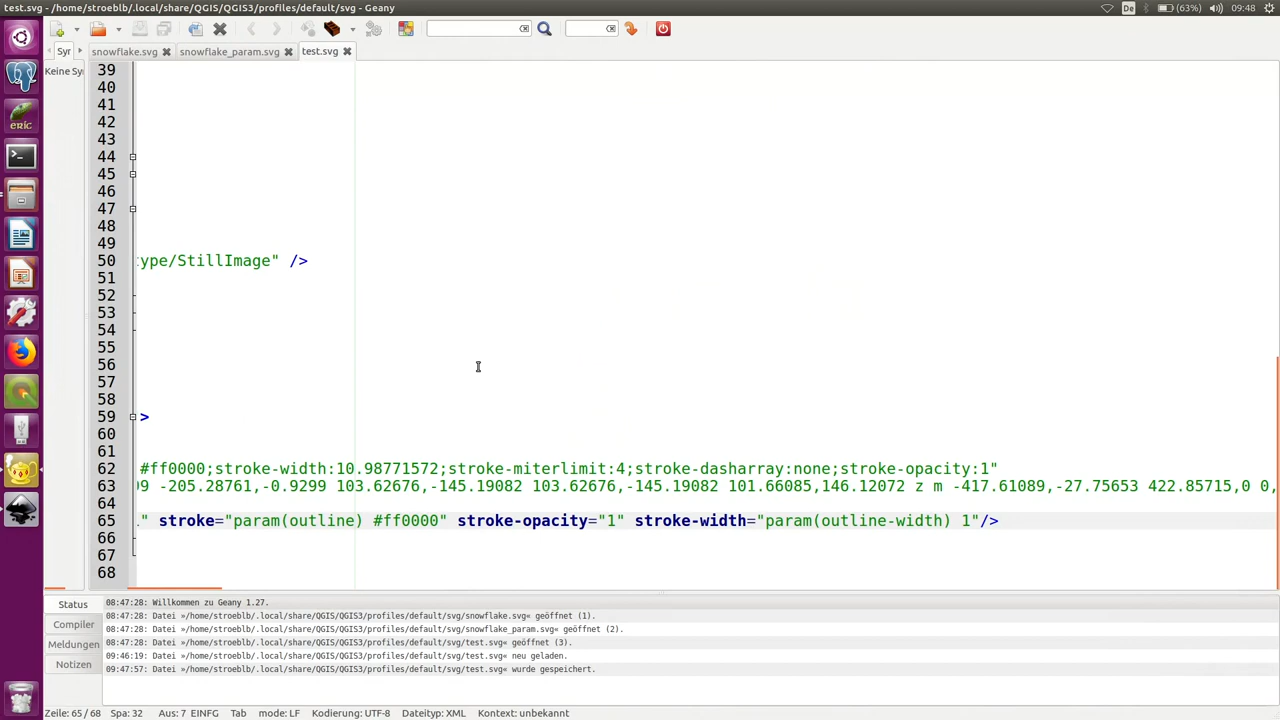 test.svg - /home/stroeblb/.local/share/QGIS/QGIS3/profiles/default/svg - Geany
De
(63%)
09:48
snowflake.svg
snowflake_param.svg
test.svg
Syr
Keine Sy
eric
39
40
41
42
43
44
45
46
47
48
49
50 type/StillImage" />
51
52
53
54
55
56
57
58
59 >
60
61
62 #ff0000;stroke-width:10.98771572;stroke-miterlimit:4;stroke-dasharray:none;stroke-opacity:1"
63 99 -205.28761,-0.9299 103.62676,-145.19082 103.62676,-145.19082 101.66085,146.12072 z m -417.61089,-27.75653 422.85715,0 0,
64
65 " stroke="param(outline) #ff0000" stroke-opacity="1" stroke-width="param(outline-width) 1"/>
66
67
68
Status
Compiler
Meldungen
Notizen
08:47:28: Willkommen zu Geany 1.27.
08:47:28: Datei »/home/stroeblb/.local/share/QGIS/QGIS3/profiles/default/svg/snowflake.svg« geöffnet (1).
08:47:28: Datei »/home/stroeblb/.local/share/QGIS/QGIS3/profiles/default/svg/snowflake_param.svg« geöffnet (2).
08:47:28: Datei »/home/stroeblb/.local/share/QGIS/QGIS3/profiles/default/svg/test.svg« geöffnet (3).
09:46:19: Datei »/home/stroeblb/.local/share/QGIS/QGIS3/profiles/default/svg/test.svg« neu geladen.
09:47:57: Datei »/home/stroeblb/.local/share/QGIS/QGIS3/profiles/default/svg/test.svg« wurde gespeichert.
Zeile: 65 / 68 Spa: 32 Aus: 7 EINFG Tab mode: LF Kodierung: UTF-8 Dateityp: XML Kontext: unbekannt